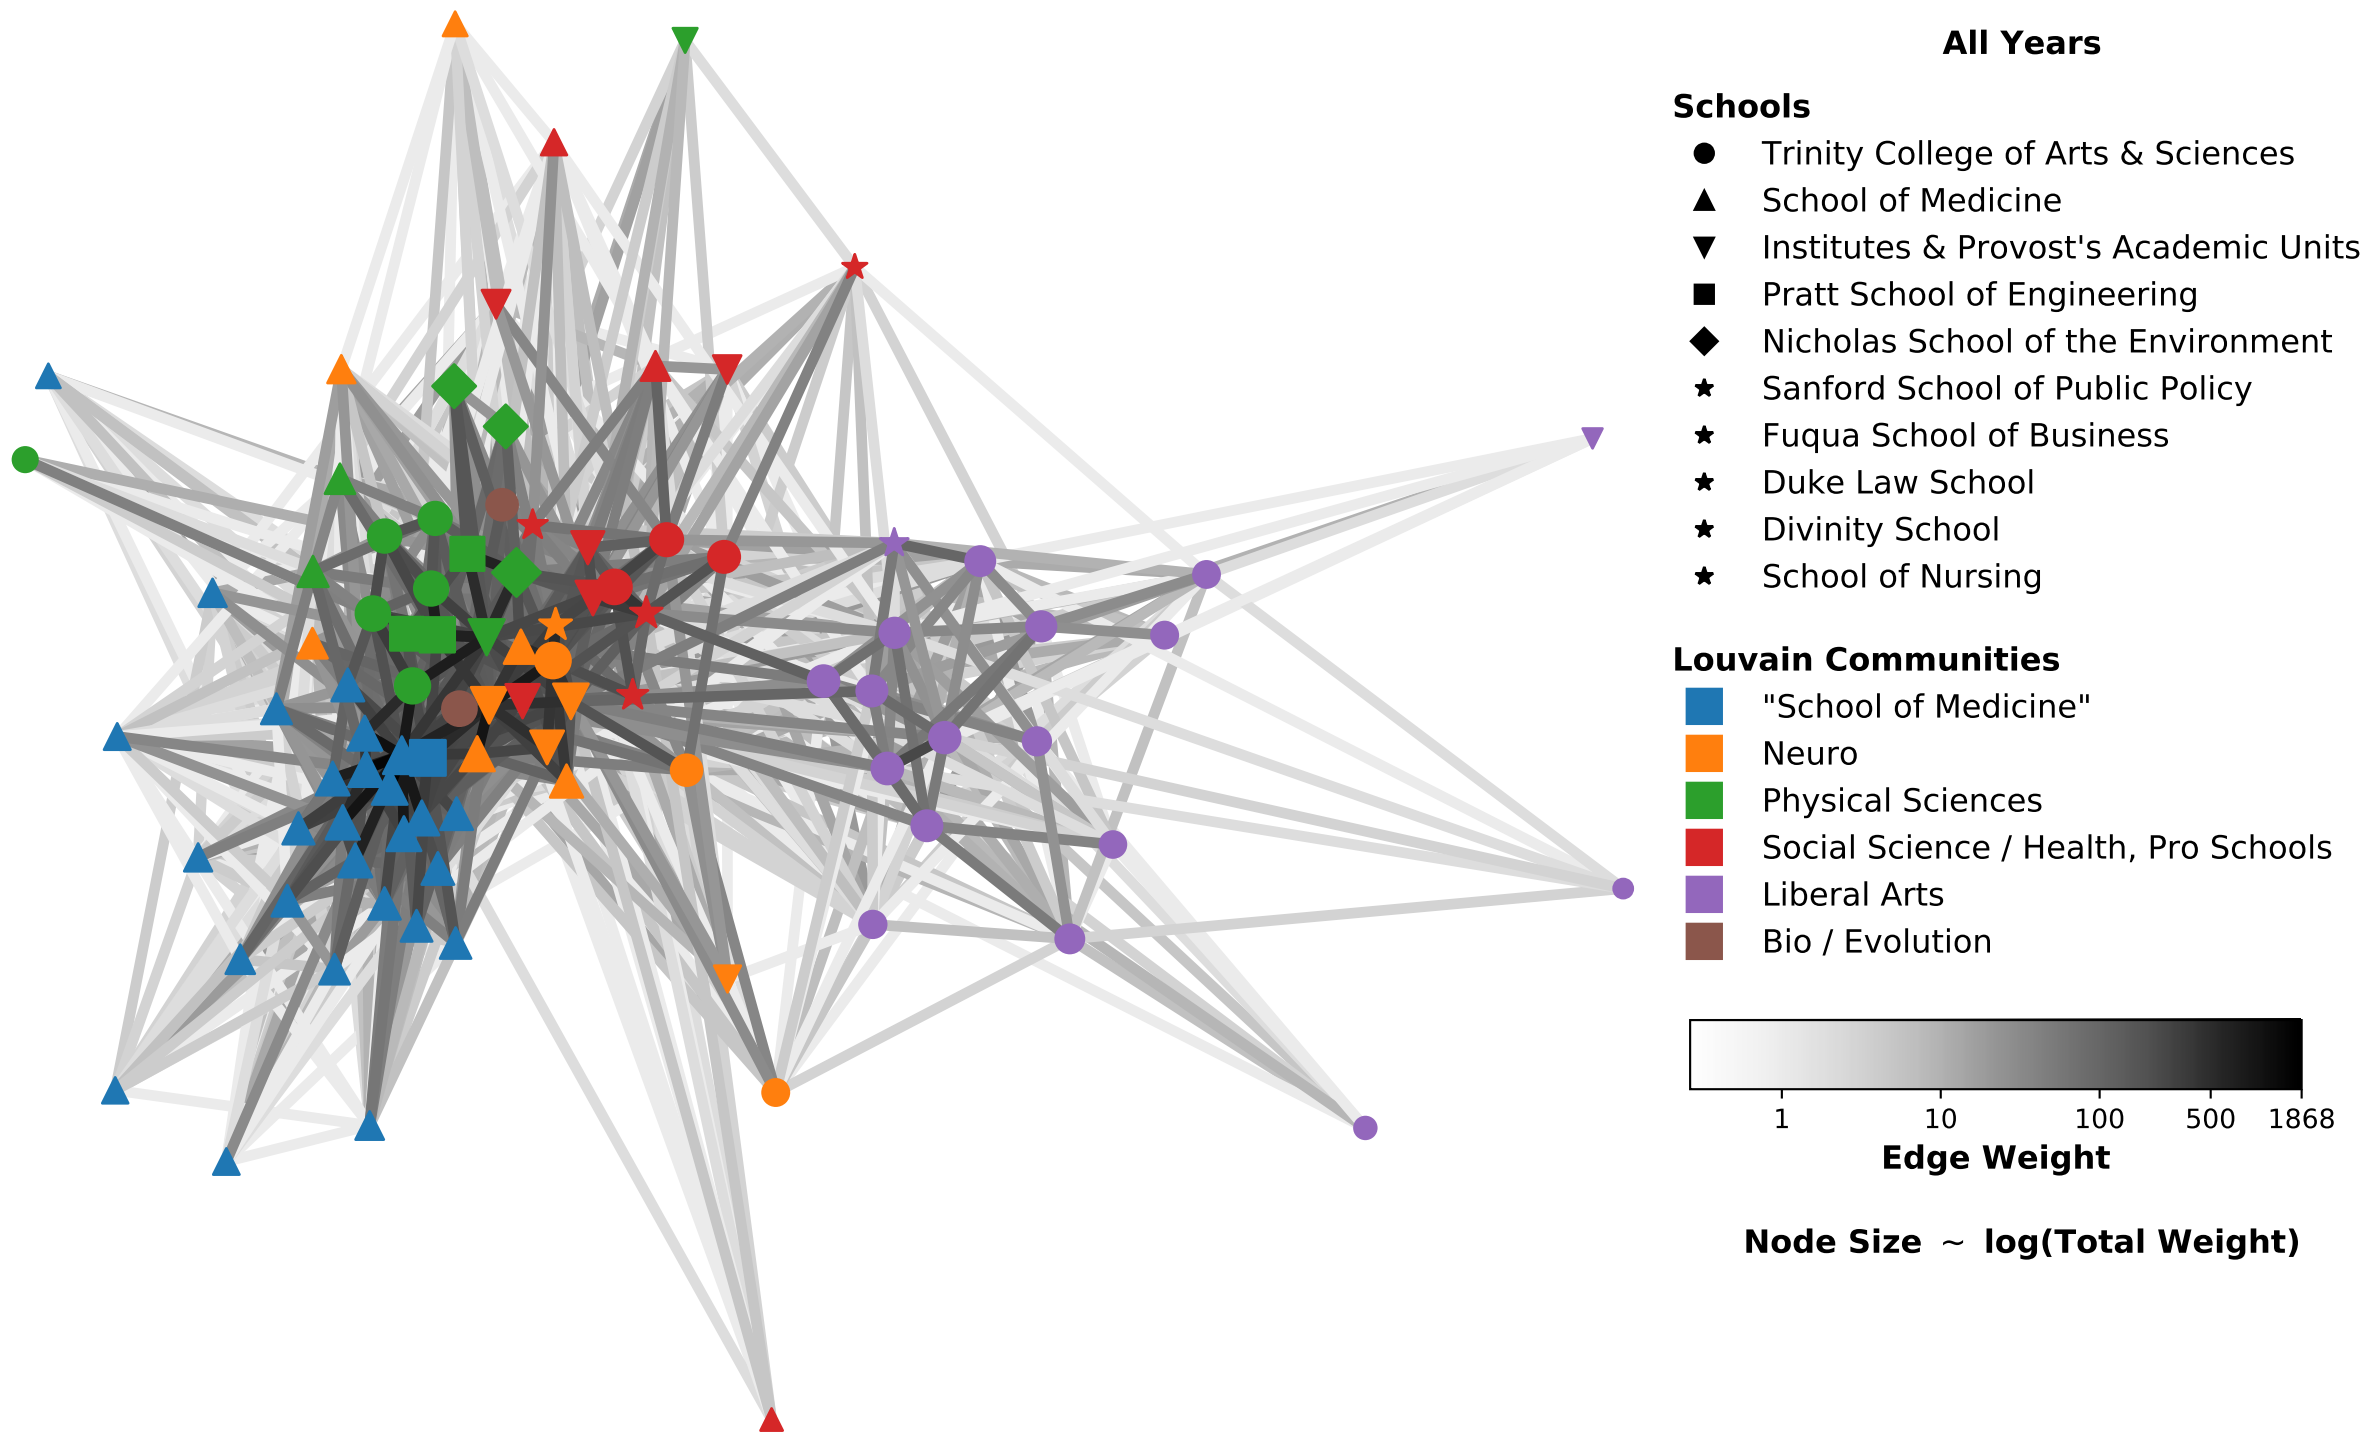 All Years
Schools
Trinity College of Arts & Sciences
School of Medicine
Institutes & Provost's Academic Units
Pratt School of Engineering
Nicholas School of the Environment
Sanford School of Public Policy
Fuqua School of Business
Duke Law School
Divinity School
School of Nursing
Louvain Communities
"School of Medicine"
Neuro
Physical Sciences
Social Science / Health, Pro Schools
Liberal Arts
Bio / Evolution
1 10 100 500 1868
Edge Weight
Node Size ~ log(Total Weight)